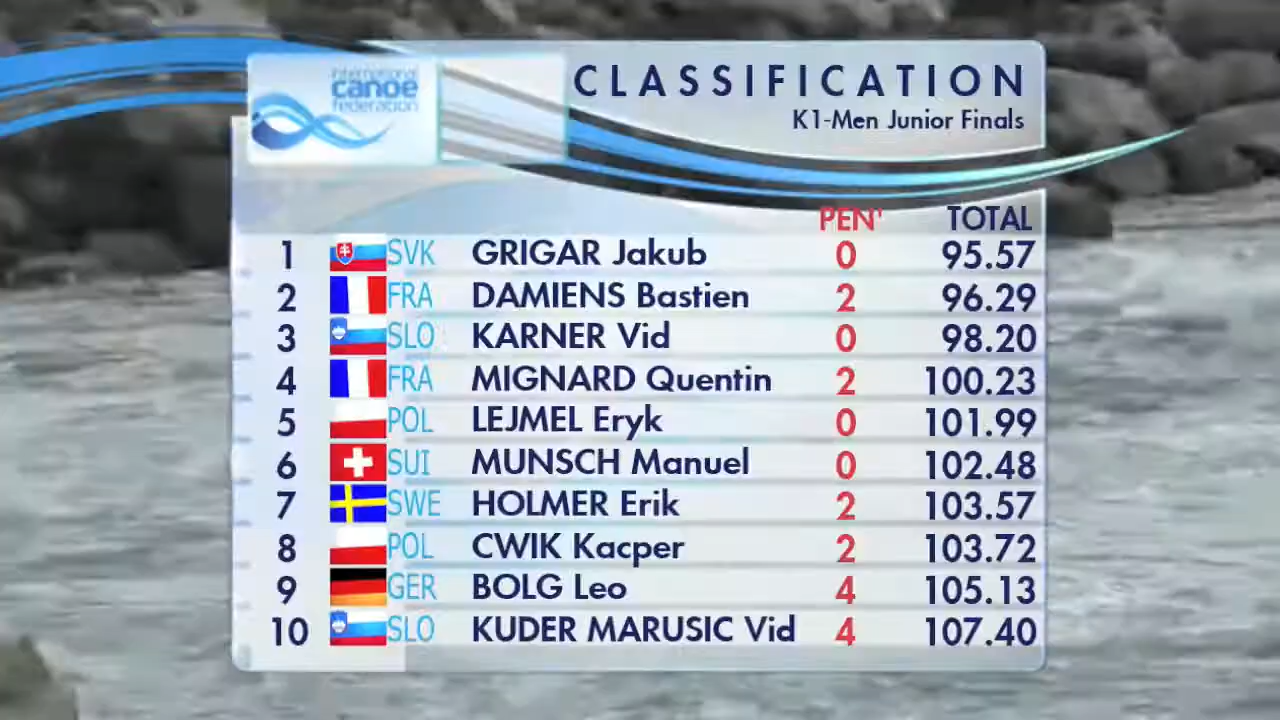 international
canoe
federation
CLASSIFICATION
K1-Men Junior Finals
PEN' TOTAL
1 SVK GRIGAR Jakub 0 95.57
2 FRA DAMIENS Bastien 2 96.29
3 SLO KARNER Vid 0 98.20
4 FRA MIGNARD Quentin 2 100.23
5 POL LEJMEL Eryk 0 101.99
6 SUI MUNSCH Manuel 0 102.48
7 SWE HOLMER Erik 2 103.57
8 POL CWIK Kacper 2 103.72
9 GER BOLG Leo 4 105.13
10 SLO KUDER MARUSIC Vid 4 107.40